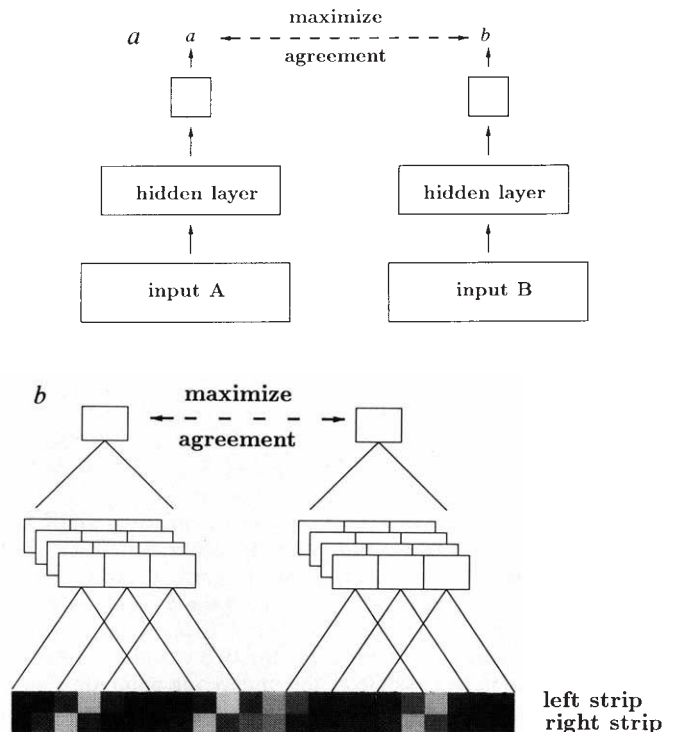 maximize
a a b
agreement
hidden layer hidden layer
input A input B
b maximize
agreement
left strip
right strip